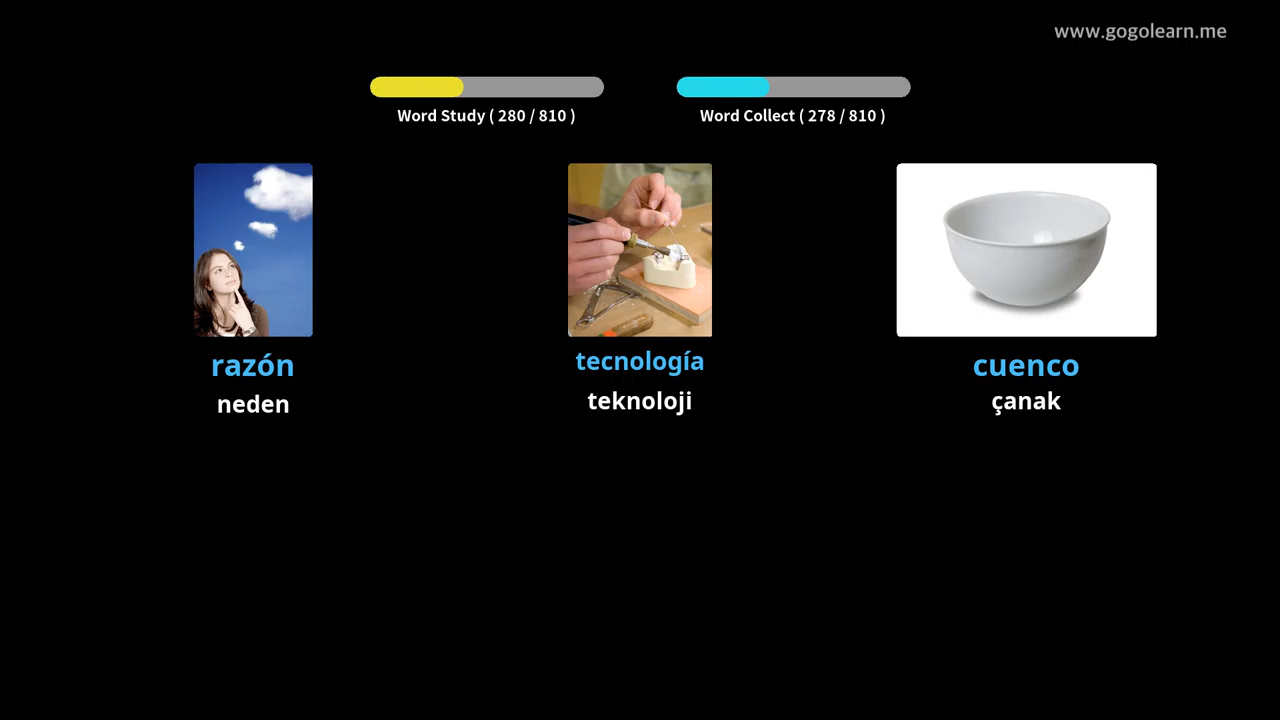 www.gogolearn.me
Word Study ( 280 / 810 )
Word Collect ( 278 / 810 )
razón
neden
tecnología
teknoloji
cuenco
çanak